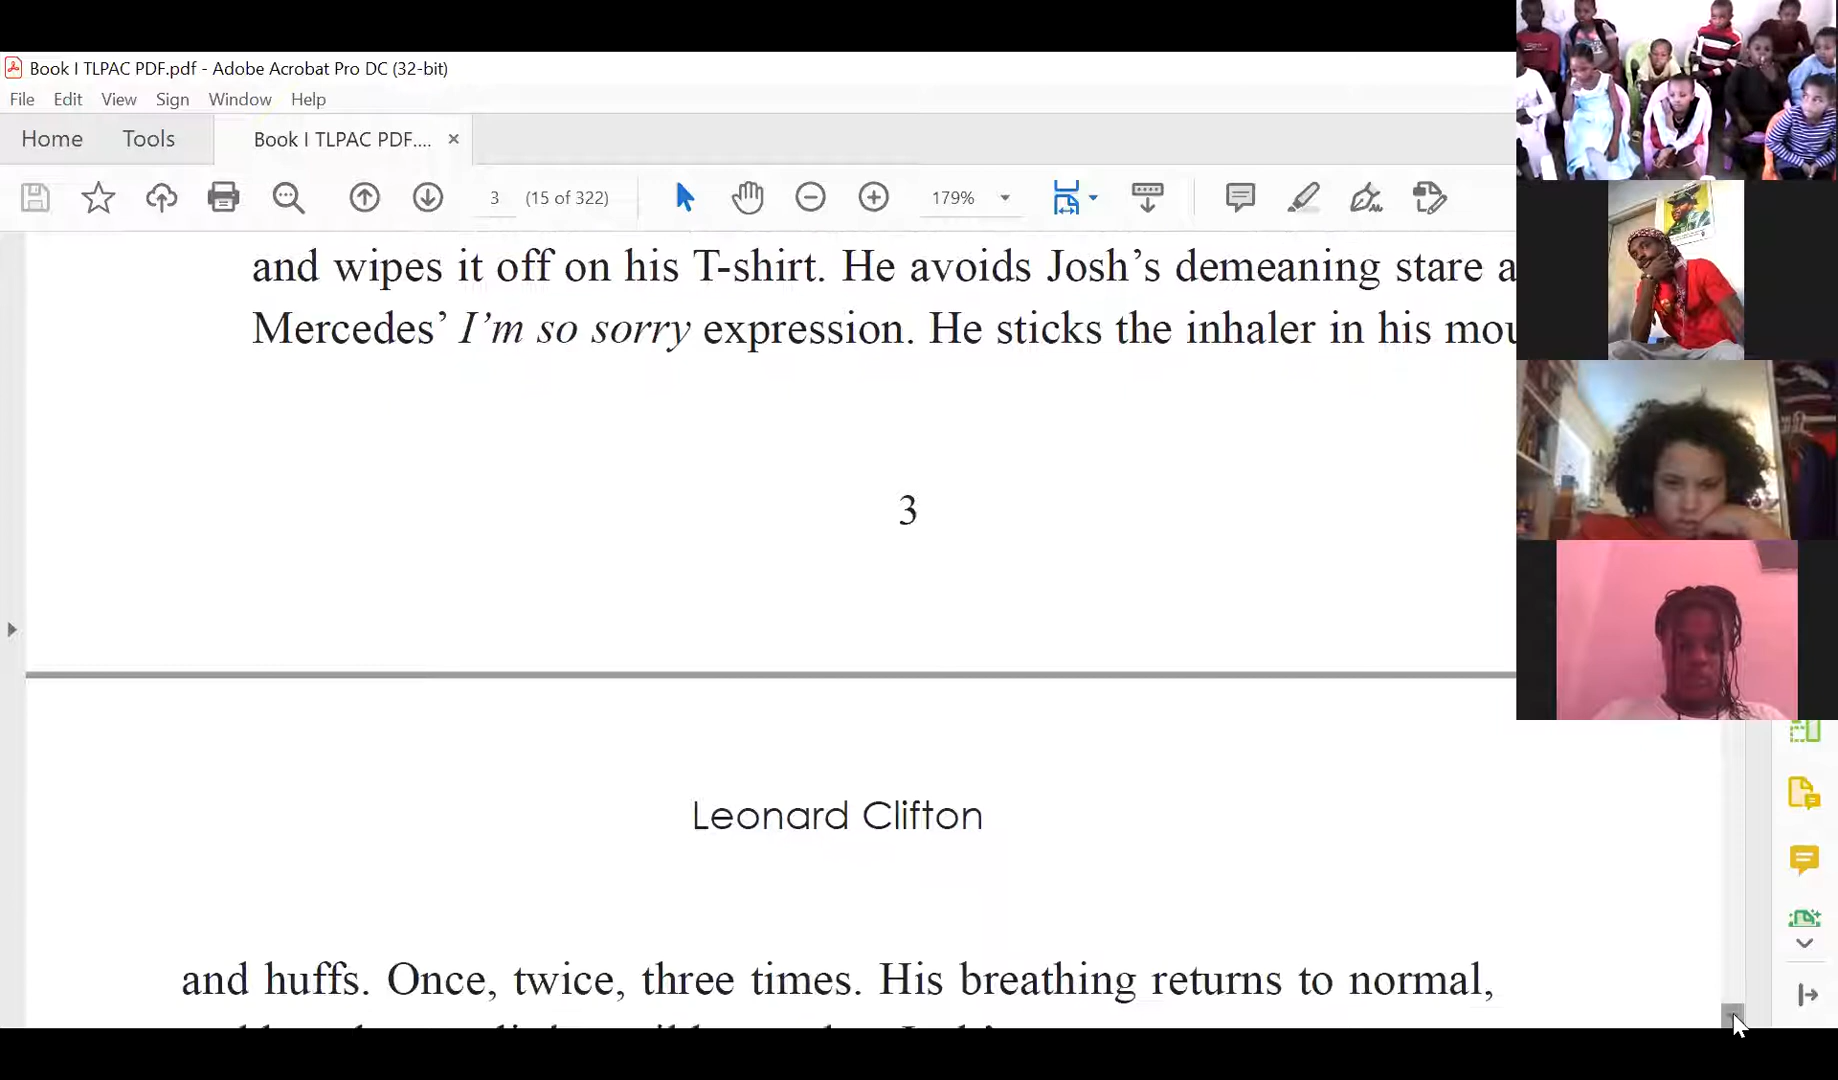 Book I TLPAC PDF.pdf - Adobe Acrobat Pro DC (32-bit)
File Edit View Sign Window Help
Home Tools Book I TLPAC PDF....
3 (15 of 322) 179%
and wipes it off on his T-shirt. He avoids Josh’s demeaning stare
Mercedes’ I’m so sorry expression. He sticks the inhaler in his
3
Leonard Clifton
and huffs. Once, twice, three times. His breathing returns to normal,